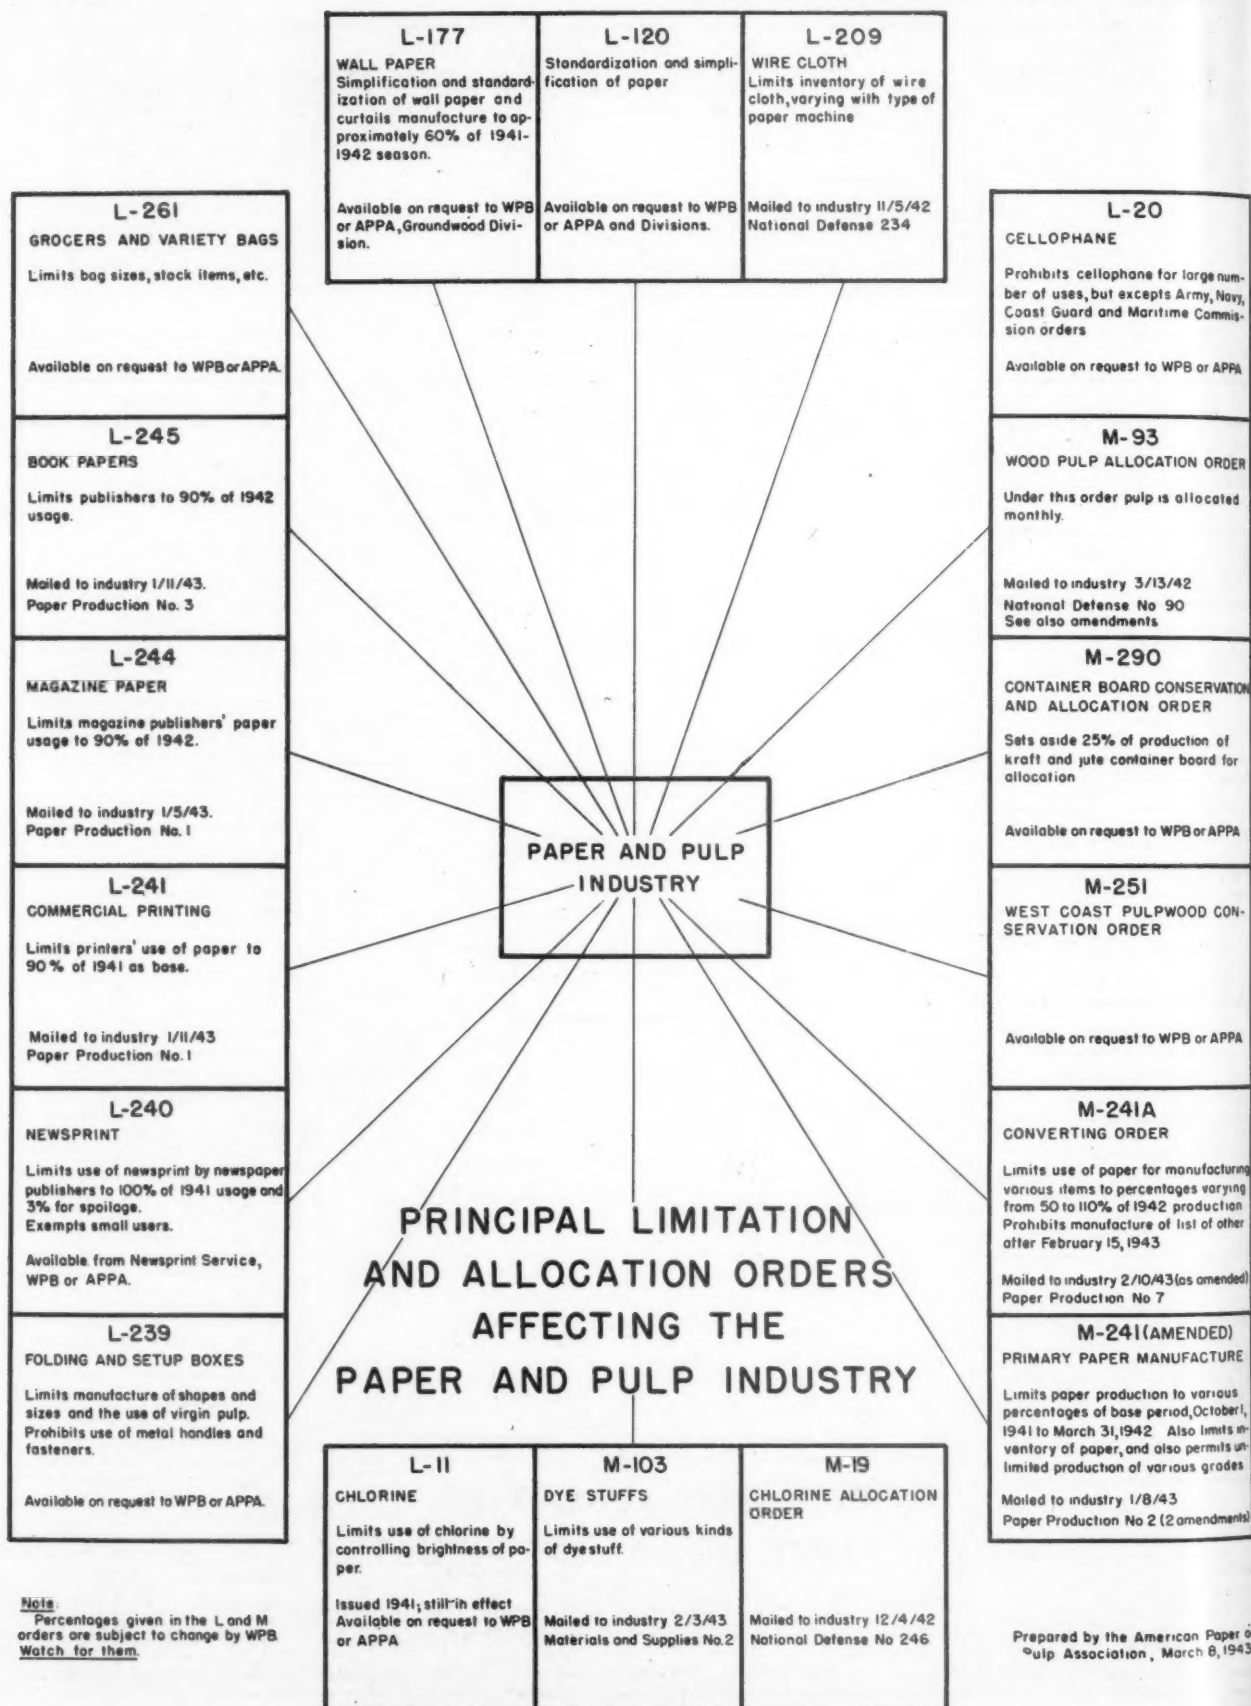 L-177
WALL PAPER
Simplification and standard-
ization of wall paper and
curtails manufacture to ap-
proximately 60% of 1941-
1942 season.
Available on request to WPB
or APPA, Groundwood Divi-
sion.
L-120
Standardization and simpli-
fication of paper
Available on request to WPB
or APPA and Divisions.
L-209
WIRE CLOTH
Limits inventory of wire
cloth, varying with type of
paper machine
Mailed to industry 11/5/42
National Defense 234
L-261
GROCERS AND VARIETY BAGS
Limits bag sizes, stock items, etc.
Available on request to WPB or APPA.
L-245
BOOK PAPERS
Limits publishers to 90% of 1942
usage.
Mailed to industry 1/11/43.
Paper Production No. 3
L-244
MAGAZINE PAPER
Limits magazine publishers' paper
usage to 90% of 1942.
Mailed to industry 1/5/43.
Paper Production No. 1
L-241
COMMERCIAL PRINTING
Limits printers' use of paper to
90% of 1941 as base.
Mailed to industry 1/11/43
Paper Production No. 1
L-240
NEWSPRINT
Limits use of newsprint by newspaper
publishers to 100% of 1941 usage and
3% for spoilage.
Exempts small users.
Available from Newsprint Service,
WPB or APPA.
L-239
FOLDING AND SETUP BOXES
Limits manufacture of shapes and
sizes and the use of virgin pulp.
Prohibits use of metal handles and
fasteners.
Available on request to WPB or APPA.
PAPER AND PULP
INDUSTRY
L-20
CELLOPHANE
Prohibits cellophane for large num-
ber of uses, but excepts Army, Navy,
Coast Guard and Maritime Commis-
sion orders
Available on request to WPB or APPA
M-93
WOOD PULP ALLOCATION ORDER
Under this order pulp is allocated
monthly.
Mailed to industry 3/13/42
National Defense No 90
See also amendments
M-290
CONTAINER BOARD CONSERVATION
AND ALLOCATION ORDER
Sets aside 25% of production of
kraft and jute container board for
allocation
Available on request to WPB or APPA
M-251
WEST COAST PULPWOOD CON-
SERVATION ORDER
Available on request to WPB or APPA
M-241A
CONVERTING ORDER
Limits use of paper for manufacturing
various items to percentages varying
from 50 to 110% of 1942 production
Prohibits manufacture of list of other
after February 15, 1943
Mailed to industry 2/10/43 (as amended)
Paper Production No 7
M-241 (AMENDED)
PRIMARY PAPER MANUFACTURE
Limits paper production to various
percentages of base period, October 1,
1941 to March 31, 1942 Also limits in-
ventory of paper, and also permits un-
limited production of various grades
Mailed to industry 1/8/43
Paper Production No 2 (2 amendments)
PRINCIPAL LIMITATION
AND ALLOCATION ORDERS
AFFECTING THE
PAPER AND PULP INDUSTRY
L-11
CHLORINE
Limits use of chlorine by
controlling brightness of pa-
per.
Issued 1941; still in effect
Available on request to WPB
or APPA
M-103
DYE STUFFS
Limits use of various kinds
of dyestuff.
Mailed to industry 2/3/43
Materials and Supplies No. 2
M-19
CHLORINE ALLOCATION
ORDER
Mailed to industry 12/4/42
National Defense No 246
Note:
Percentages given in the L and M
orders are subject to change by WPB
Watch for them.
Prepared by the American Paper
Pulp Association, March 8, 1943